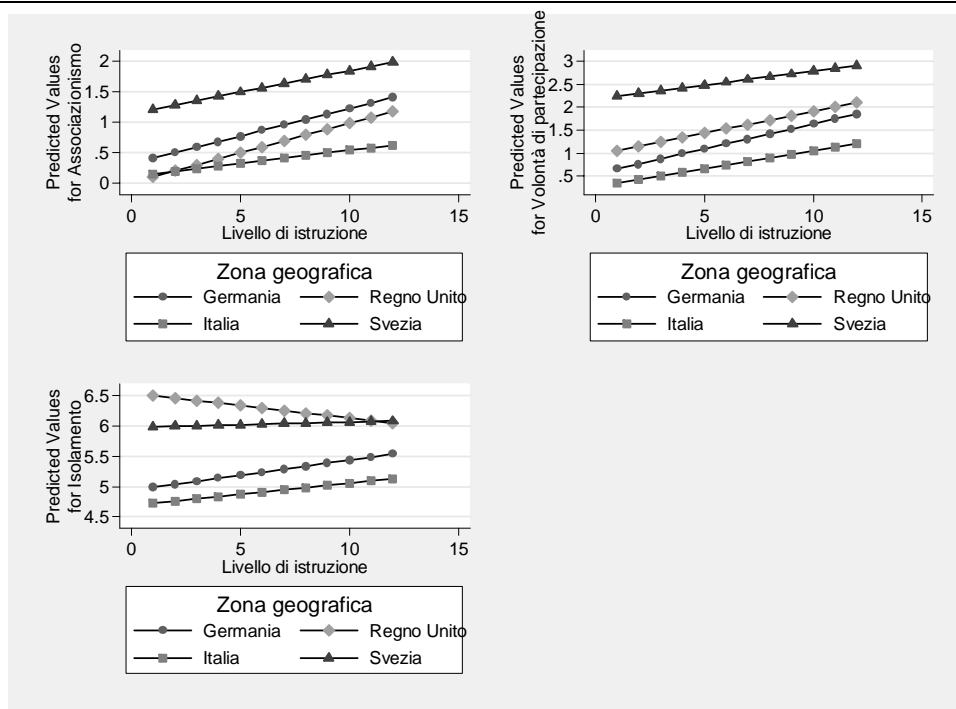 Predicted Values
for Associazionismo
2
1.5
1
.5
0
0 5 10 15
Livello di istruzione
Zona geografica
Germania Regno Unito
Italia Svezia
Predicted Values
for Volontà di partecipazione
3
2.5
2
1.5
1
.5
0 5 10 15
Livello di istruzione
Zona geografica
Germania Regno Unito
Italia Svezia
Predicted Values
for Isolamento
6.5
6
5.5
5
4.5
0 5 10 15
Livello di istruzione
Zona geografica
Germania Regno Unito
Italia Svezia